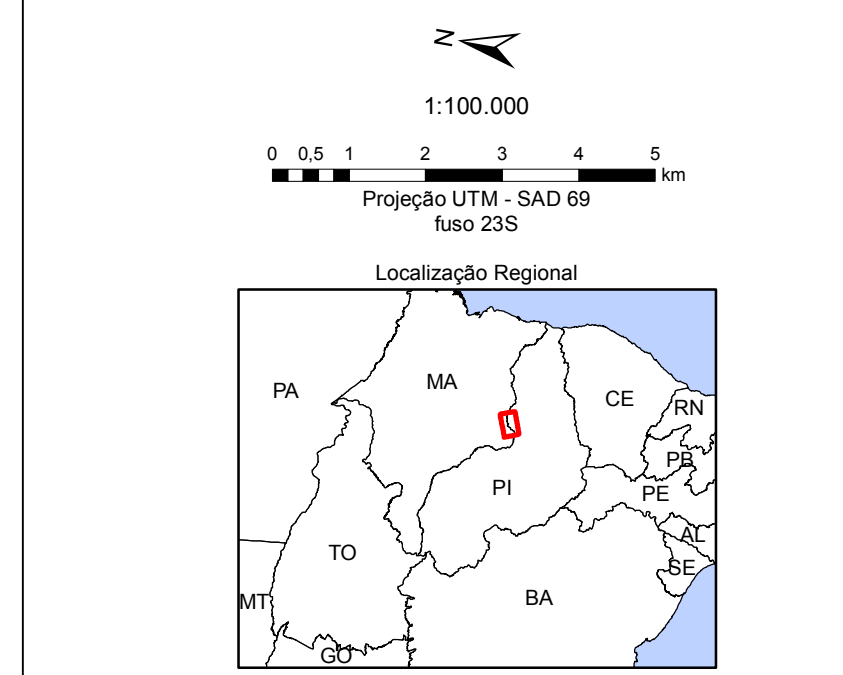 N
1:100.000
0 0,5 1 2 3 4 5
km
Projeção UTM - SAD 69
fuso 23S
Localização Regional
PA
MA
CE
RN
PB
PI
PE
AL
TO
SE
MT
BA
GO